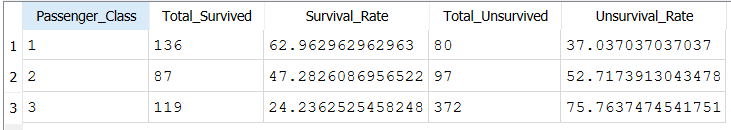 Passenger_Class Total_Survived Survival_Rate Total_Unsurvived Unsurvival_Rate
1 1 136 62.962962962963 80 37.037037037037
2 2 87 47.2826086956522 97 52.7173913043478
3 3 119 24.2362525458248 372 75.7637474541751